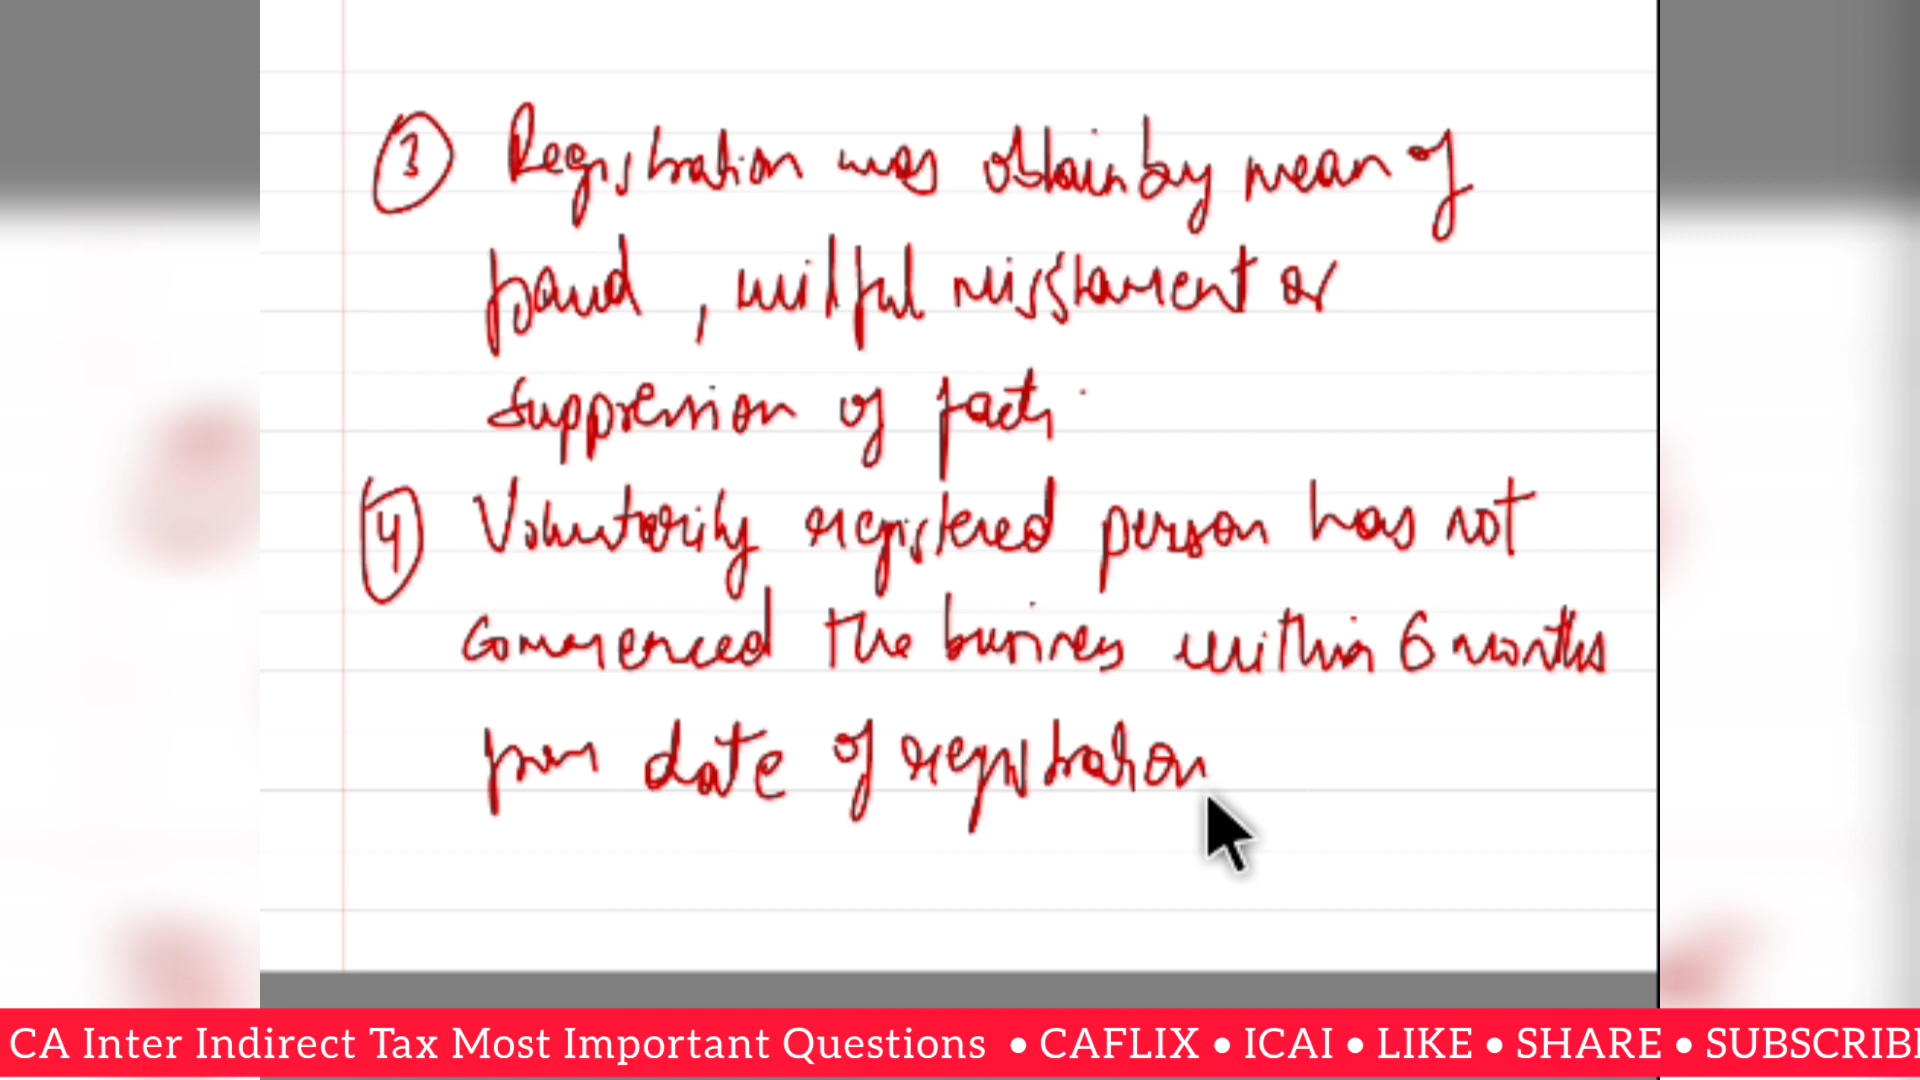 3 Registration was obtain by mean of
fraud, wilful misstament or
suppression of facts.
4 Voluntarily registered person has not
Commenced the business within 6 months
from date of registration
CA Inter Indirect Tax Most Important Questions • CAFLIX • ICAI • LIKE • SHARE • SUBSCRIB